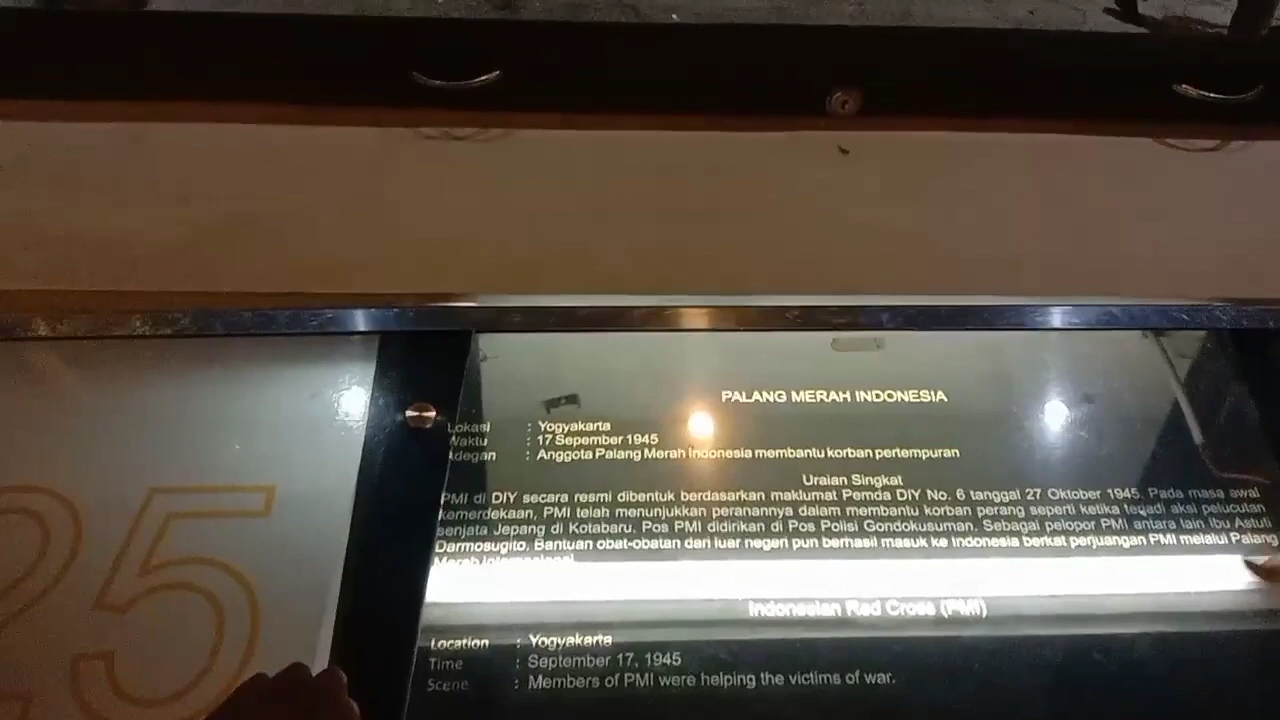 PALANG MERAH INDONESIA
Lokasi : Yogyakarta
Waktu : 17 Sepember 1945
Adegan : Anggota Palang Merah Indonesia membantu korban pertempuran
Uraian Singkat
PMI di DIY secara resmi dibentuk berdasarkan maklumat Pemda DIY No. 6 tanggal 27 Oktober 1945. Pada masa awal
kemerdekaan, PMI telah menunjukkan peranannya dalam membantu korban perang seperti ketika terjadi aksi pelucutan
senjata Jepang di Kotabaru. Pos PMI didirikan di Pos Polisi Gondokusuman. Sebagai pelopor PMI antara lain Ibu Astuti
Darmosugito. Bantuan obat-obatan dari luar negeri pun berhasil masuk ke Indonesia berkat perjuangan PMI melalui Palang
Merah Internasional
Indonesian Red Cross (PMI)
Location : Yogyakarta
Time : September 17, 1945
Scene : Members of PMI were helping the victims of war.
25